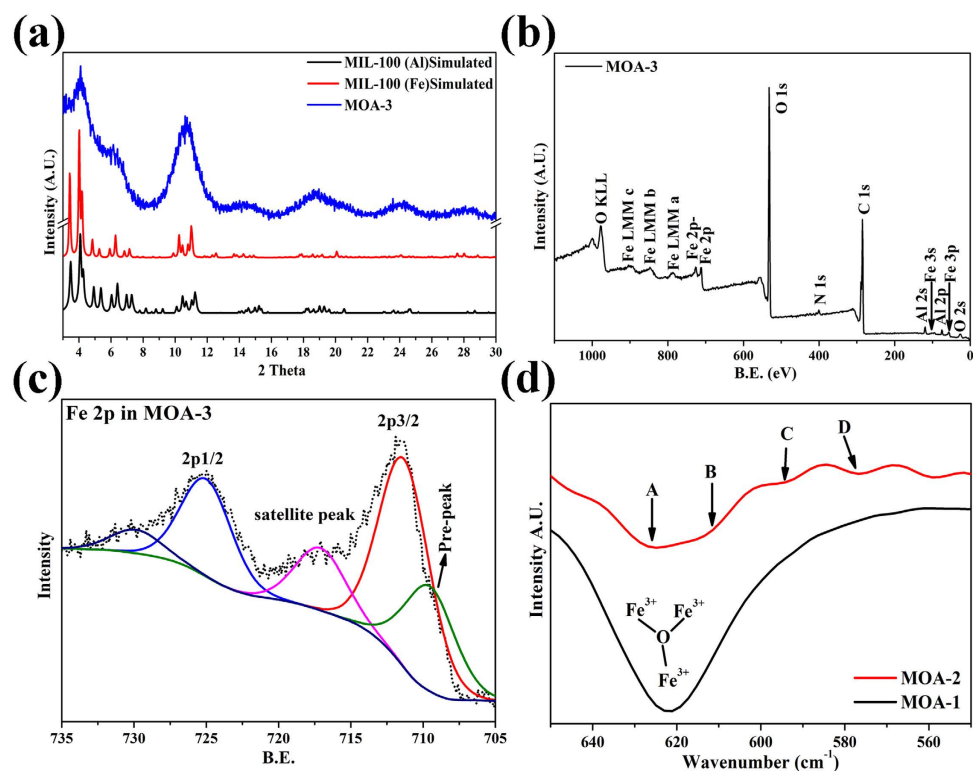 (a)
MIL-100 (Al)Simulated
MIL-100 (Fe)Simulated
MOA-3
Intensity (A.U.)
4 6 8 10 12 14 16 18 20 22 24 26 28 30
2 Theta
(b)
MOA-3
O 1s
O KLL
Fe LMM c
Fe LMM b
Fe LMM a
Fe 2p-
Fe 2p
N 1s
C 1s
Al 2s
Fe 3s
Al 2p
Fe 3p
O 2s
Intensity (A.U.)
1000 800 600 400 200 0
B.E. (eV)
(c)
Fe 2p in MOA-3
2p3/2
2p1/2
satellite peak
Pre-peak
Intensity
735 730 725 720 715 710 705
B.E.
(d)
A
B
C
D
Fe3+ Fe3+
O
Fe3+
MOA-2
MOA-1
Intensity A.U.
640 620 600 580 560
Wavenumber (cm-1)